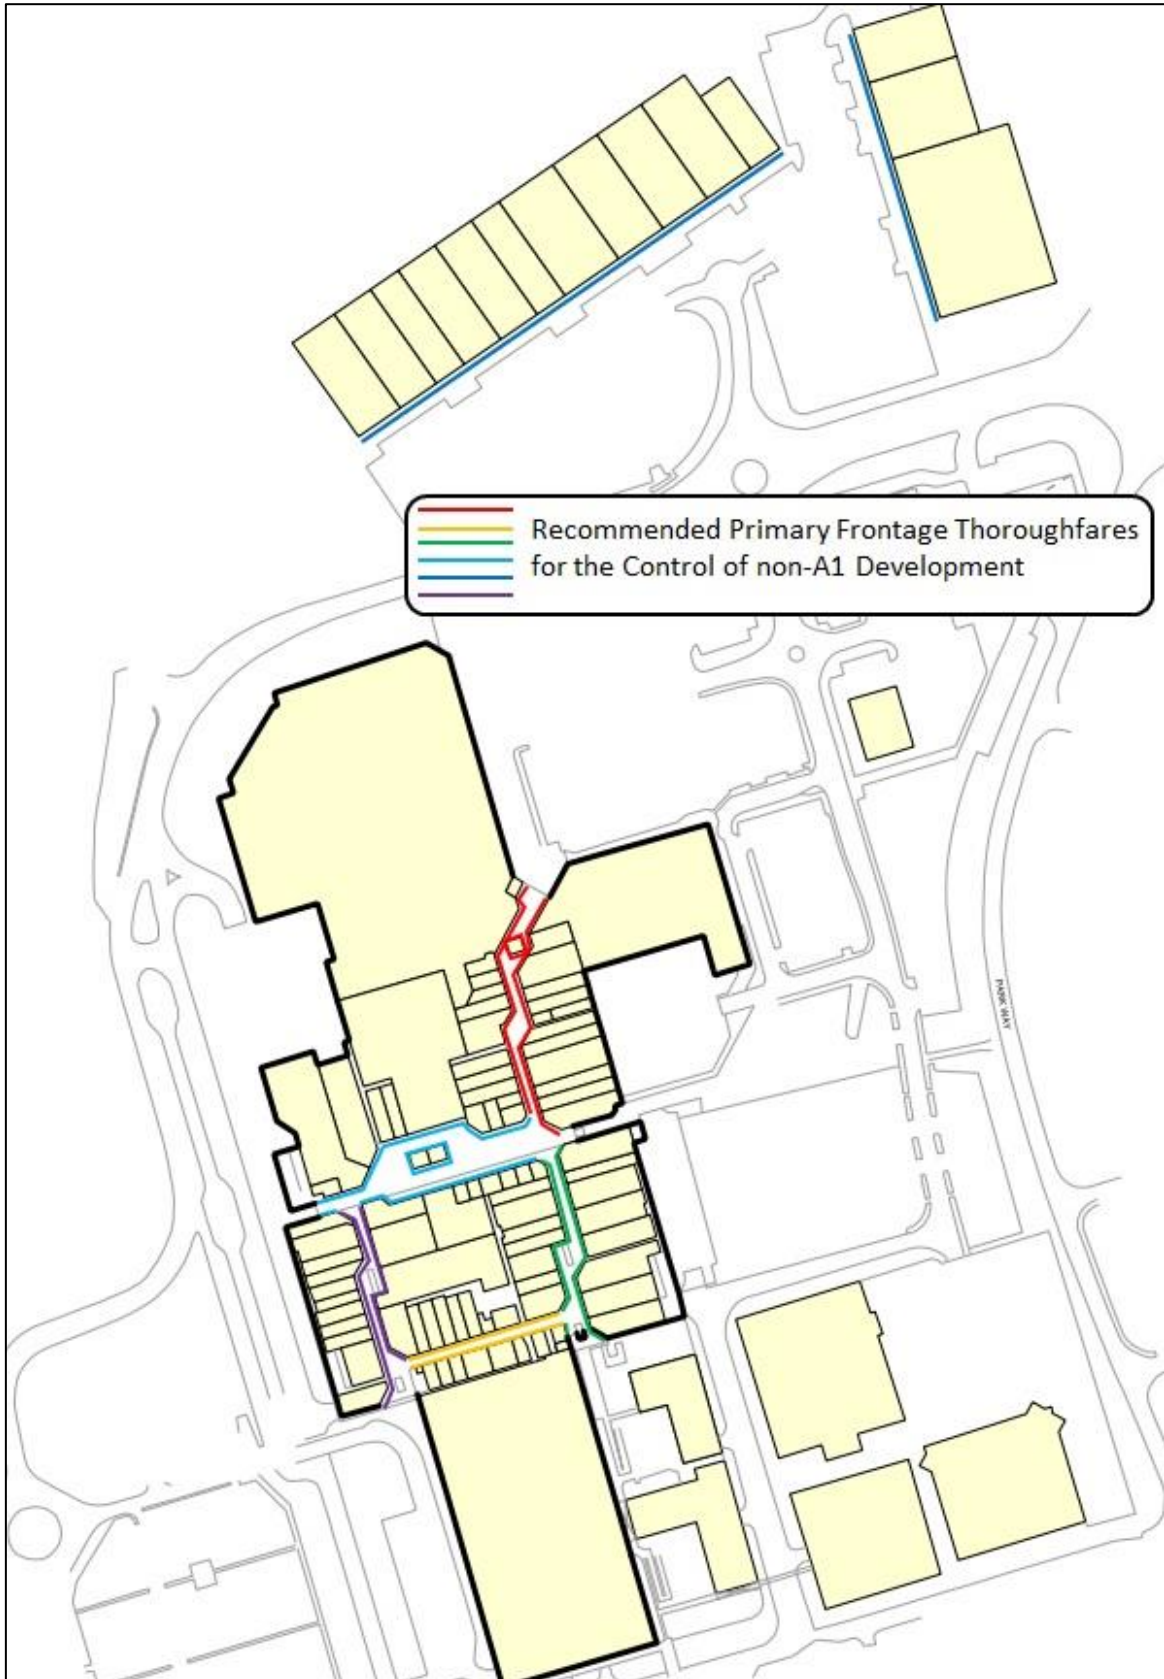 Recommended Primary Frontage Thoroughfares
for the Control of non-A1 Development
PARK WAY